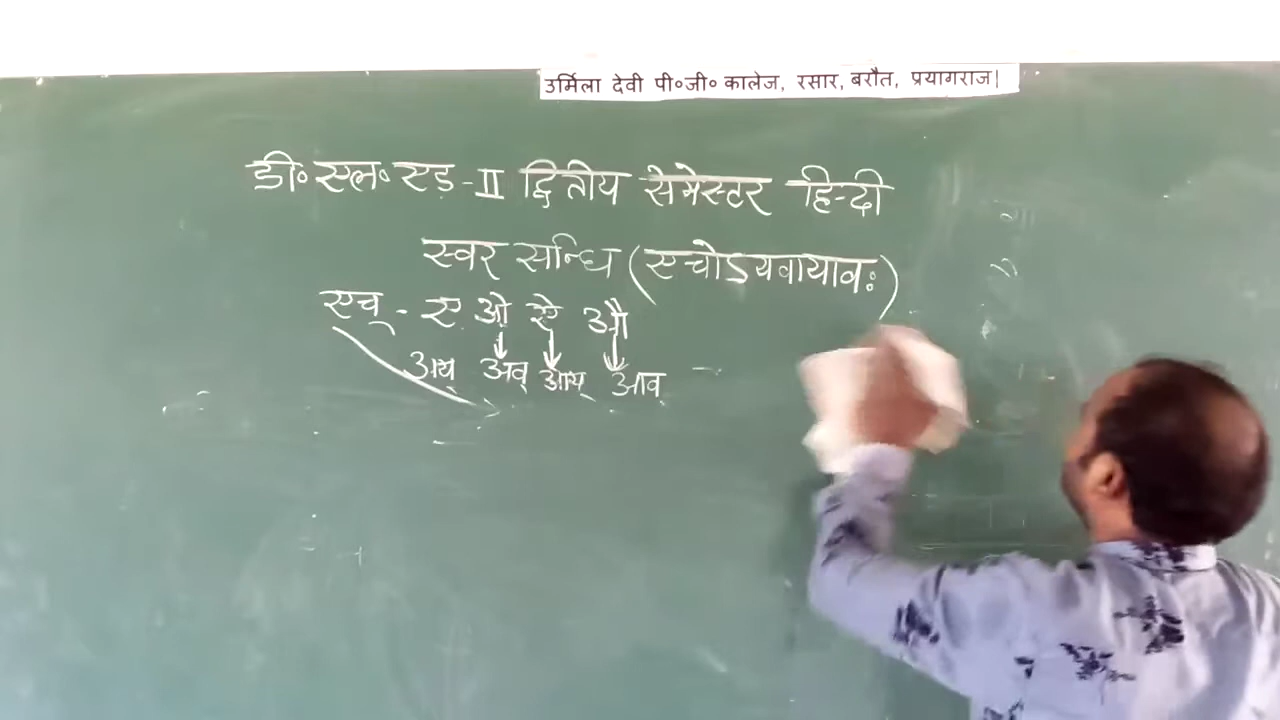 उर्मिला देवी पी०जी० कालेज, रसार, बरौत, प्रयागराज।
डी० एल० एड़ -II द्वितीय सेमेस्टर हिन्दी
स्वर सन्धि (एचोऽयवायावः)
एच् - ए ओ ऐ औ
अय् अव् आय् आव्